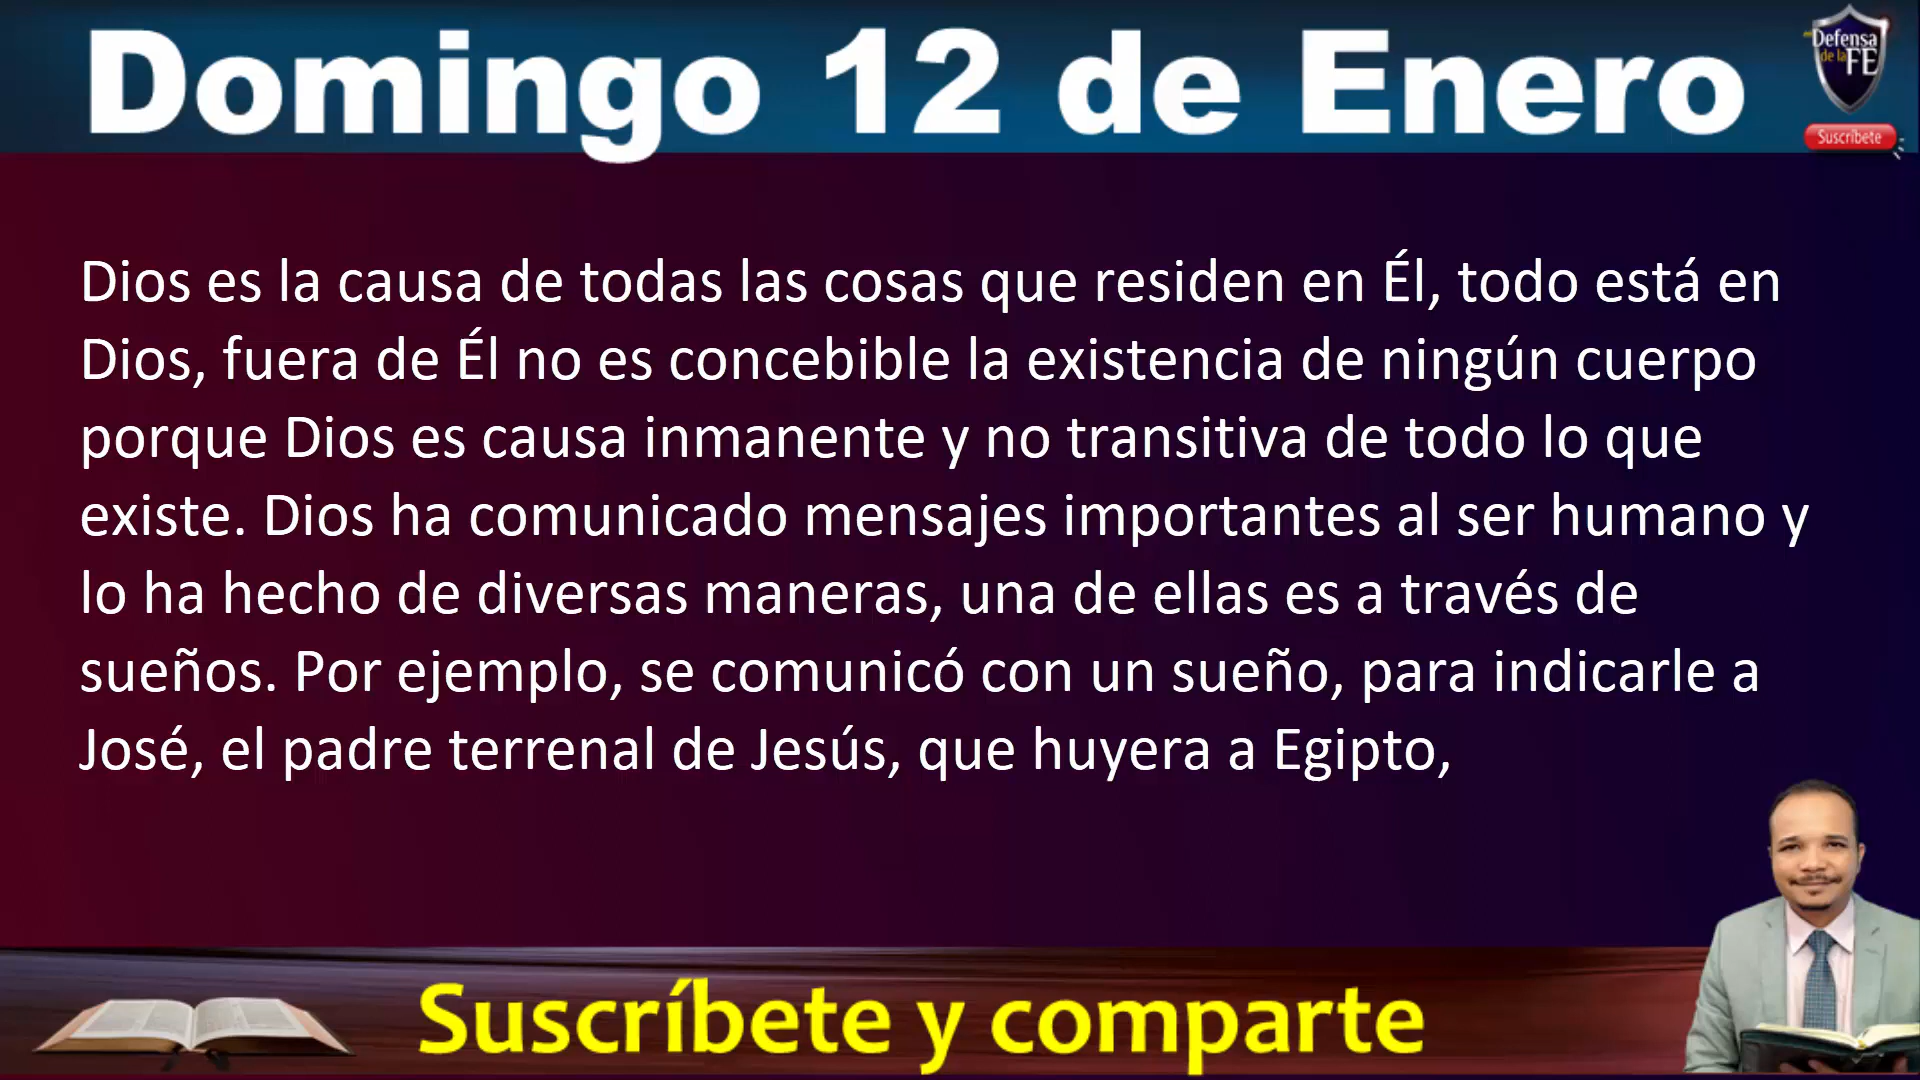 Domingo 12 de Enero
Defensa
de la FE
Suscríbete
Dios es la causa de todas las cosas que residen en Él, todo está en
Dios, fuera de Él no es concebible la existencia de ningún cuerpo
porque Dios es causa inmanente y no transitiva de todo lo que
existe. Dios ha comunicado mensajes importantes al ser humano y
lo ha hecho de diversas maneras, una de ellas es a través de
sueños. Por ejemplo, se comunicó con un sueño, para indicarle a
José, el padre terrenal de Jesús, que huyera a Egipto,
Suscríbete y comparte